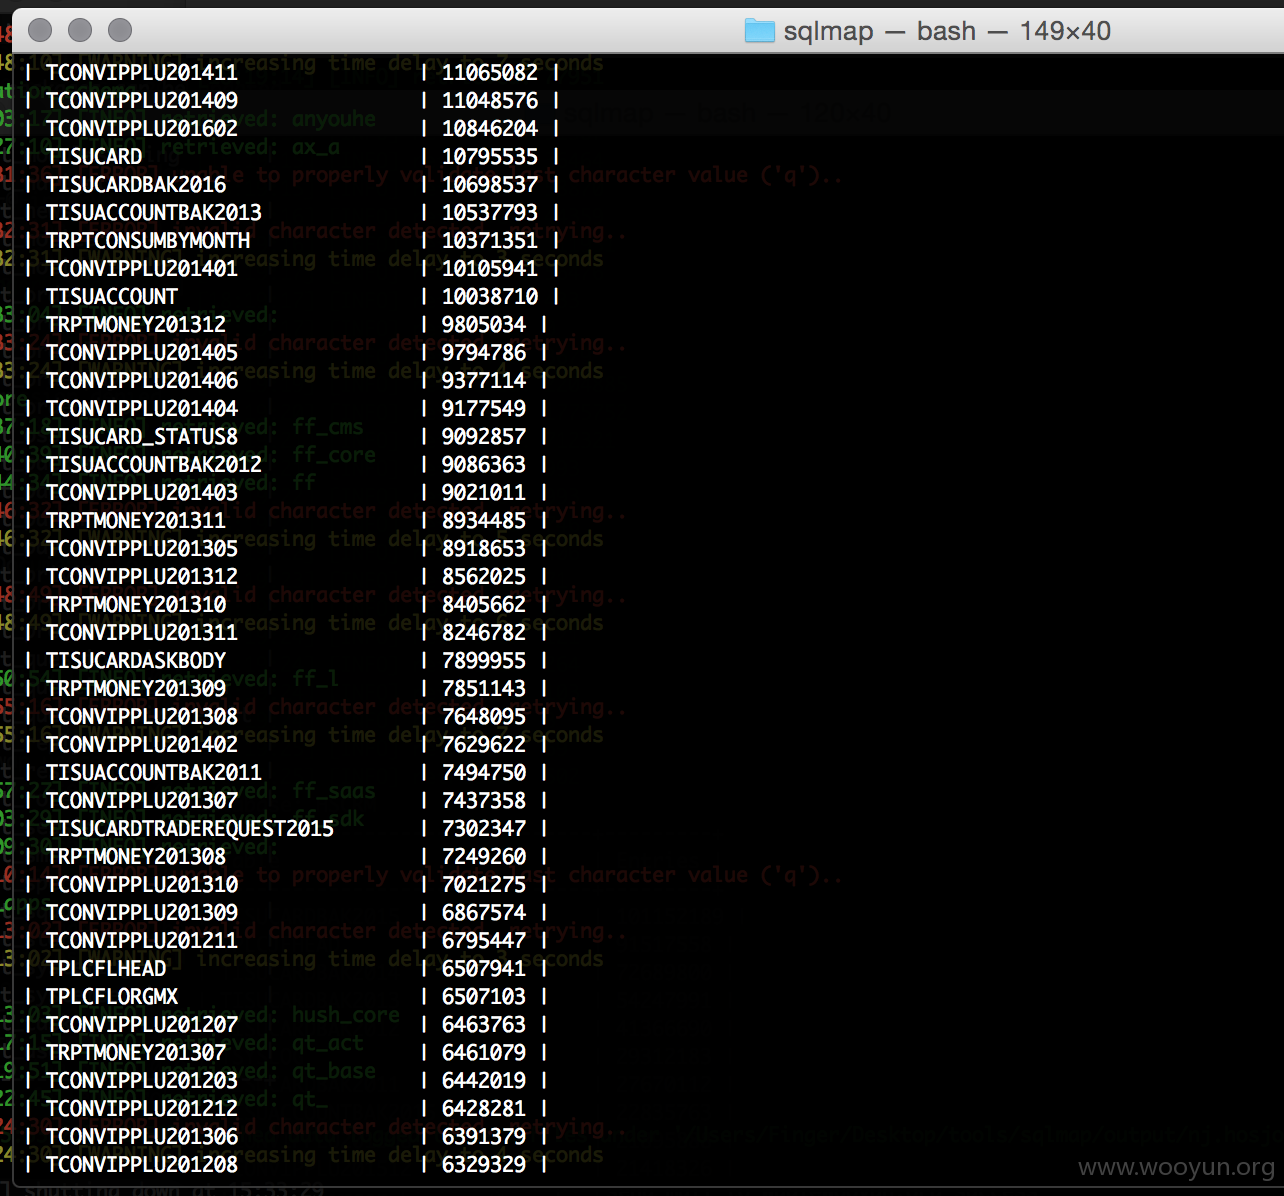 sqlmap — bash — 149×40
| TCONVIPPLU201411 | 11065082 |
| TCONVIPPLU201409 | 11048576 |
| TCONVIPPLU201602 | 10846204 |
| TISUCARD | 10795535 |
| TISUCARDBAK2016 | 10698537 |
| TISUACCOUNTBAK2013 | 10537793 |
| TRPTCONSUMBYMONTH | 10371351 |
| TCONVIPPLU201401 | 10105941 |
| TISUACCOUNT | 10038710 |
| TRPTMONEY201312 | 9805034 |
| TCONVIPPLU201405 | 9794786 |
| TCONVIPPLU201406 | 9377114 |
| TCONVIPPLU201404 | 9177549 |
| TISUCARD_STATUS8 | 9092857 |
| TISUACCOUNTBAK2012 | 9086363 |
| TCONVIPPLU201403 | 9021011 |
| TRPTMONEY201311 | 8934485 |
| TCONVIPPLU201305 | 8918653 |
| TCONVIPPLU201312 | 8562025 |
| TRPTMONEY201310 | 8405662 |
| TCONVIPPLU201311 | 8246782 |
| TISUCARDASKBODY | 7899955 |
| TRPTMONEY201309 | 7851143 |
| TCONVIPPLU201308 | 7648095 |
| TCONVIPPLU201402 | 7629622 |
| TISUACCOUNTBAK2011 | 7494750 |
| TCONVIPPLU201307 | 7437358 |
| TISUCARDTRADEREQUEST2015 | 7302347 |
| TRPTMONEY201308 | 7249260 |
| TCONVIPPLU201310 | 7021275 |
| TCONVIPPLU201309 | 6867574 |
| TCONVIPPLU201211 | 6795447 |
| TPLCFLHEAD | 6507941 |
| TPLCFLORGMX | 6507103 |
| TCONVIPPLU201207 | 6463763 |
| TRPTMONEY201307 | 6461079 |
| TCONVIPPLU201203 | 6442019 |
| TCONVIPPLU201212 | 6428281 |
| TCONVIPPLU201306 | 6391379 |
| TCONVIPPLU201208 | 6329329 |
www.wooyun.org